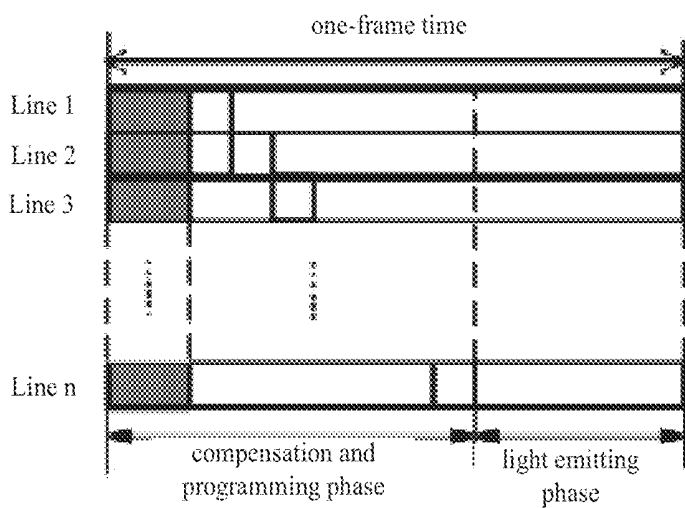 one-frame time
Line 1
Line 2
Line 3
Line n
compensation and
programming phase
light emitting
phase